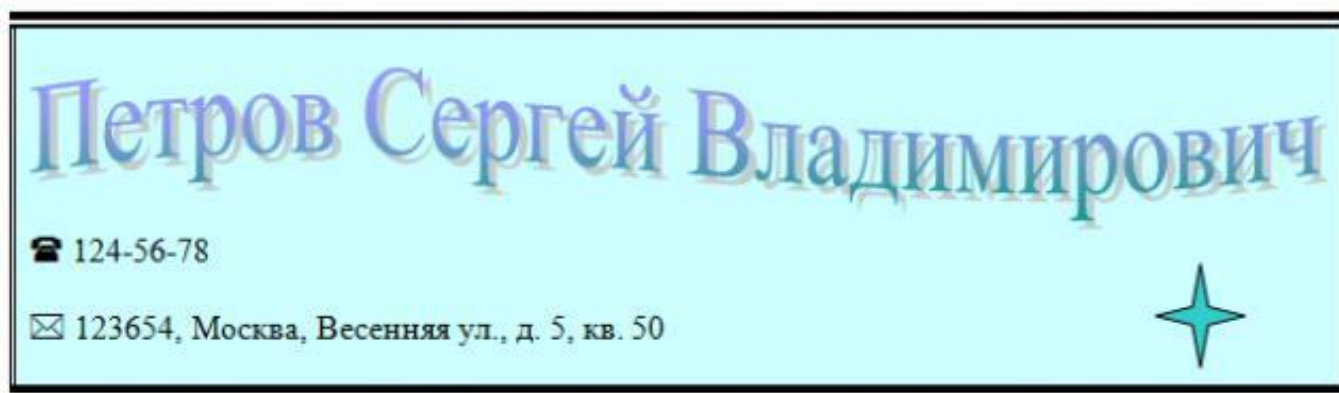 Петров Сергей Владимирович
☎ 124-56-78
✉ 123654, Москва, Весенняя ул., д. 5, кв. 50